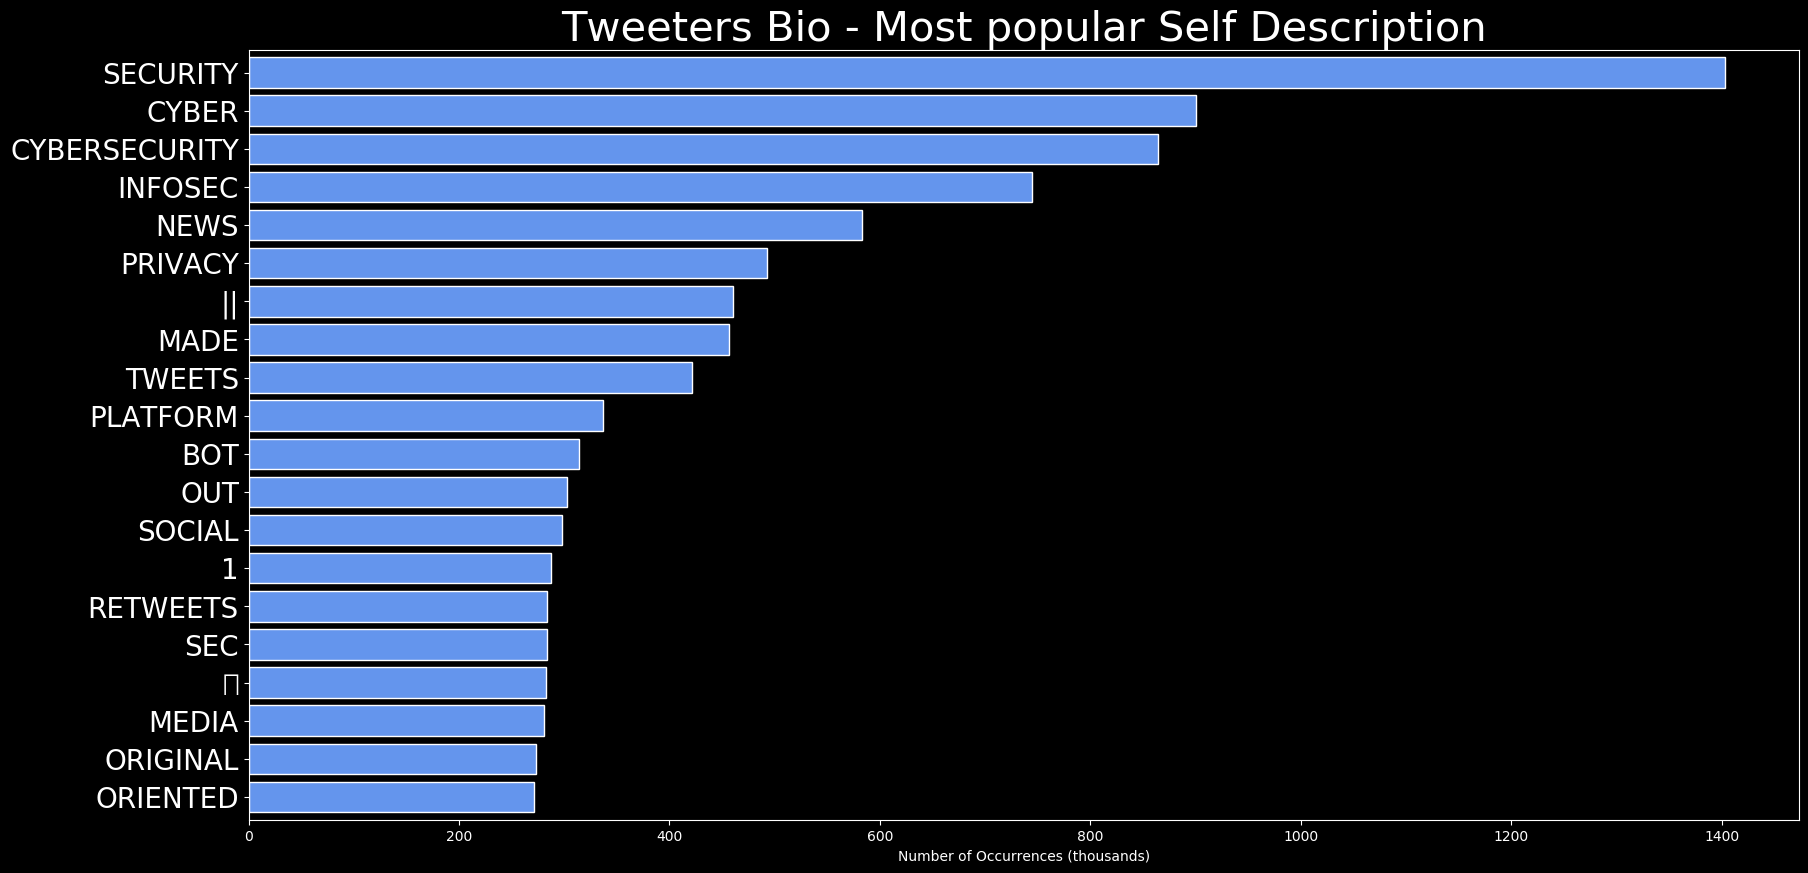 Tweeters Bio - Most popular Self Description
SECURITY
CYBER
CYBERSECURITY
INFOSEC
NEWS
PRIVACY
||
MADE
TWEETS
PLATFORM
BOT
OUT
SOCIAL
1
RETWEETS
SEC
MEDIA
ORIGINAL
ORIENTED
0 200 400 600 800 1000 1200 1400
Number of Occurrences (thousands)